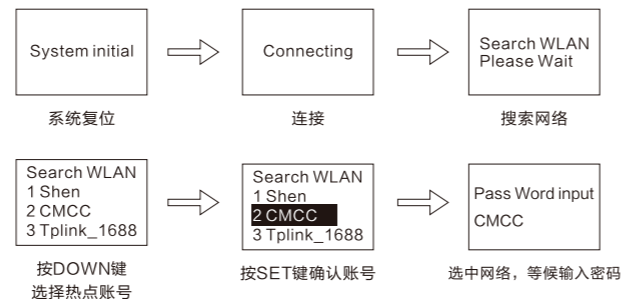 System initial
Connecting
Search WLAN
Please Wait
系统复位
连接
搜索网络
Search WLAN
1 Shen
2 CMCC
3 Tplink_1688
Search WLAN
1 Shen
2 CMCC
3 Tplink_1688
Pass Word input
CMCC
按DOWN键
选择热点账号
按SET键确认账号
选中网络，等候输入密码